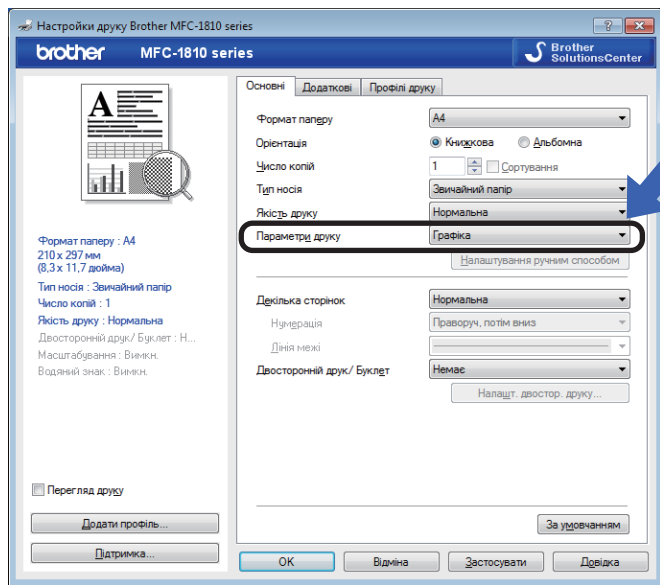 Настройки друку Brother MFC-1810 series
brother MFC-1810 series
Brother
SolutionsCenter
Основні Додаткові Профілі друку
A
Формат паперу A4
Орієнтація Книжкова Альбомна
Число копій 1 Сортування
Тип носія Звичайний папір
Якість друку Нормальна
Параметри друку Графіка
Налаштування ручним способом
Формат паперу : A4
210 x 297 мм
(8,3 x 11,7 дюйма)
Тип носія : Звичайний папір
Число копій : 1
Якість друку : Нормальна
Двосторонній друк/ Буклет : Н...
Масштабування : Вимкн.
Водяний знак : Вимкн.
Декілька сторінок Нормальна
Нумерація Праворуч, потім вниз
Лінія межі
Двосторонній друк/ Буклет Немає
Налашт. двостор. друку...
Перегляд друку
Додати профіль...
Підтримка...
За умовчанням
OK Відміна Застосувати Довідка